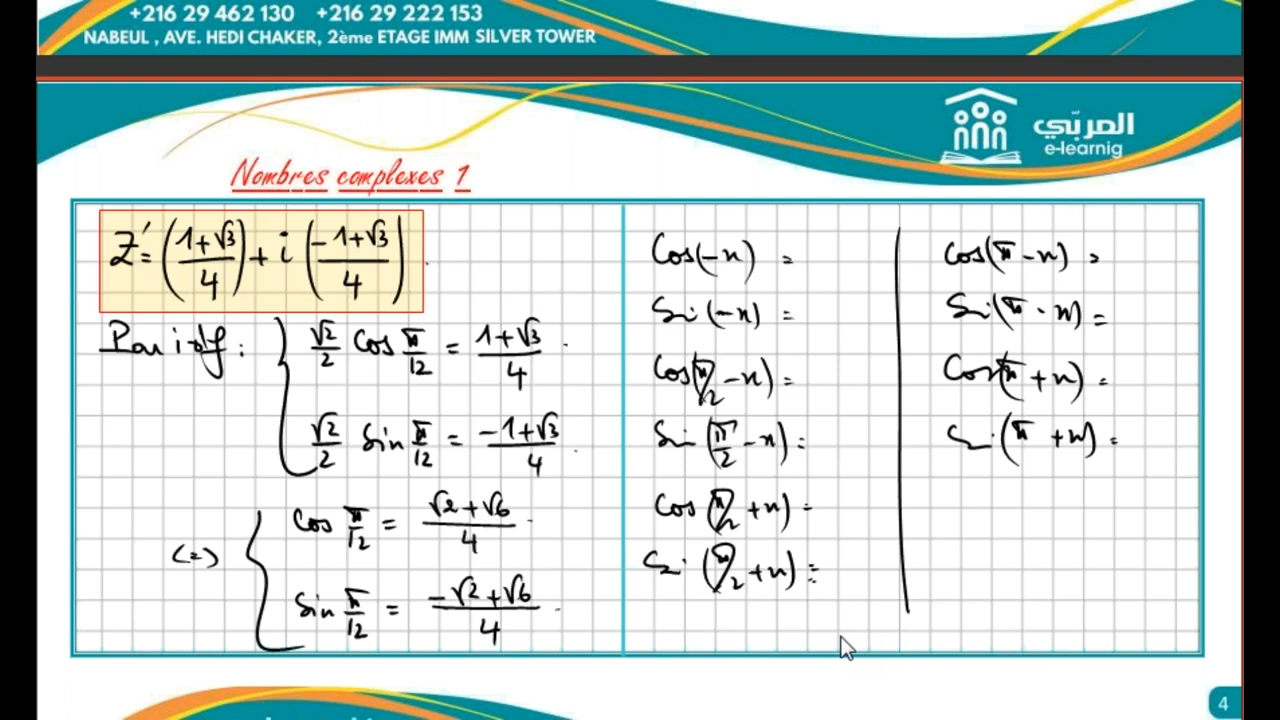 +216 29 462 130 +216 29 222 153
NABEUL , AVE. HEDI CHAKER, 2ème ETAGE IMM SILVER TOWER
المربّي
e-learnig
Nombres complexes 1
Z' = ((1+√3)/4) + i ((-1+√3)/4).
Par idf : { √2/2 cos π/12 = (1+√3)/4.
√2/2 sin π/12 = (-1+√3)/4.
(=) { cos π/12 = (√2+√6)/4.
sin π/12 = (-√2+√6)/4.
Cos(-x) =
Sin(-x) =
Cos(π/2 - x) =
Sin(π/2 - x) =
Cos(π/2 + x) =
Sin(π/2 + x) =
Cos(π - x) =
Sin(π - x) =
Cos(π + x) =
Sin(π + x) =
4